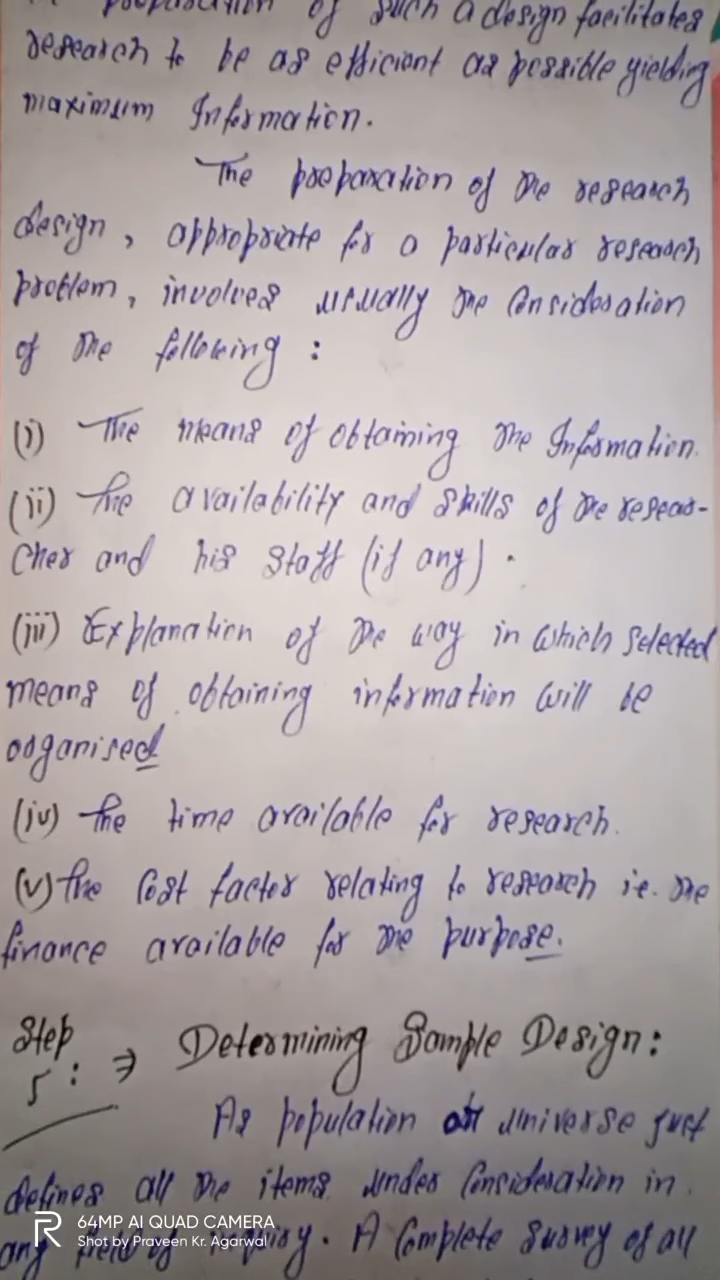 of such a design facilitates
research to be as efficient as possible yielding
maximum Information.
The preparation of the research
design, appropriate for a particular research
problem, involves usually the Consideration
of the following :
(i) The means of obtaining the Information.
(ii) The availability and skills of the resear-
cher and his staff (if any).
(iii) Explanation of the way in which selected
means of obtaining information will be
organised
(iv) The time available for research.
(v) The Cost factor relating to research i.e. the
finance available for the purpose.
Step
5 : ⇒ Determining Sample Design:
As population or universe just
defines all the items under Consideration in
any field of inquiry. A Complete Survey of all
64MP AI QUAD CAMERA
Shot by Praveen Kr. Agarwal